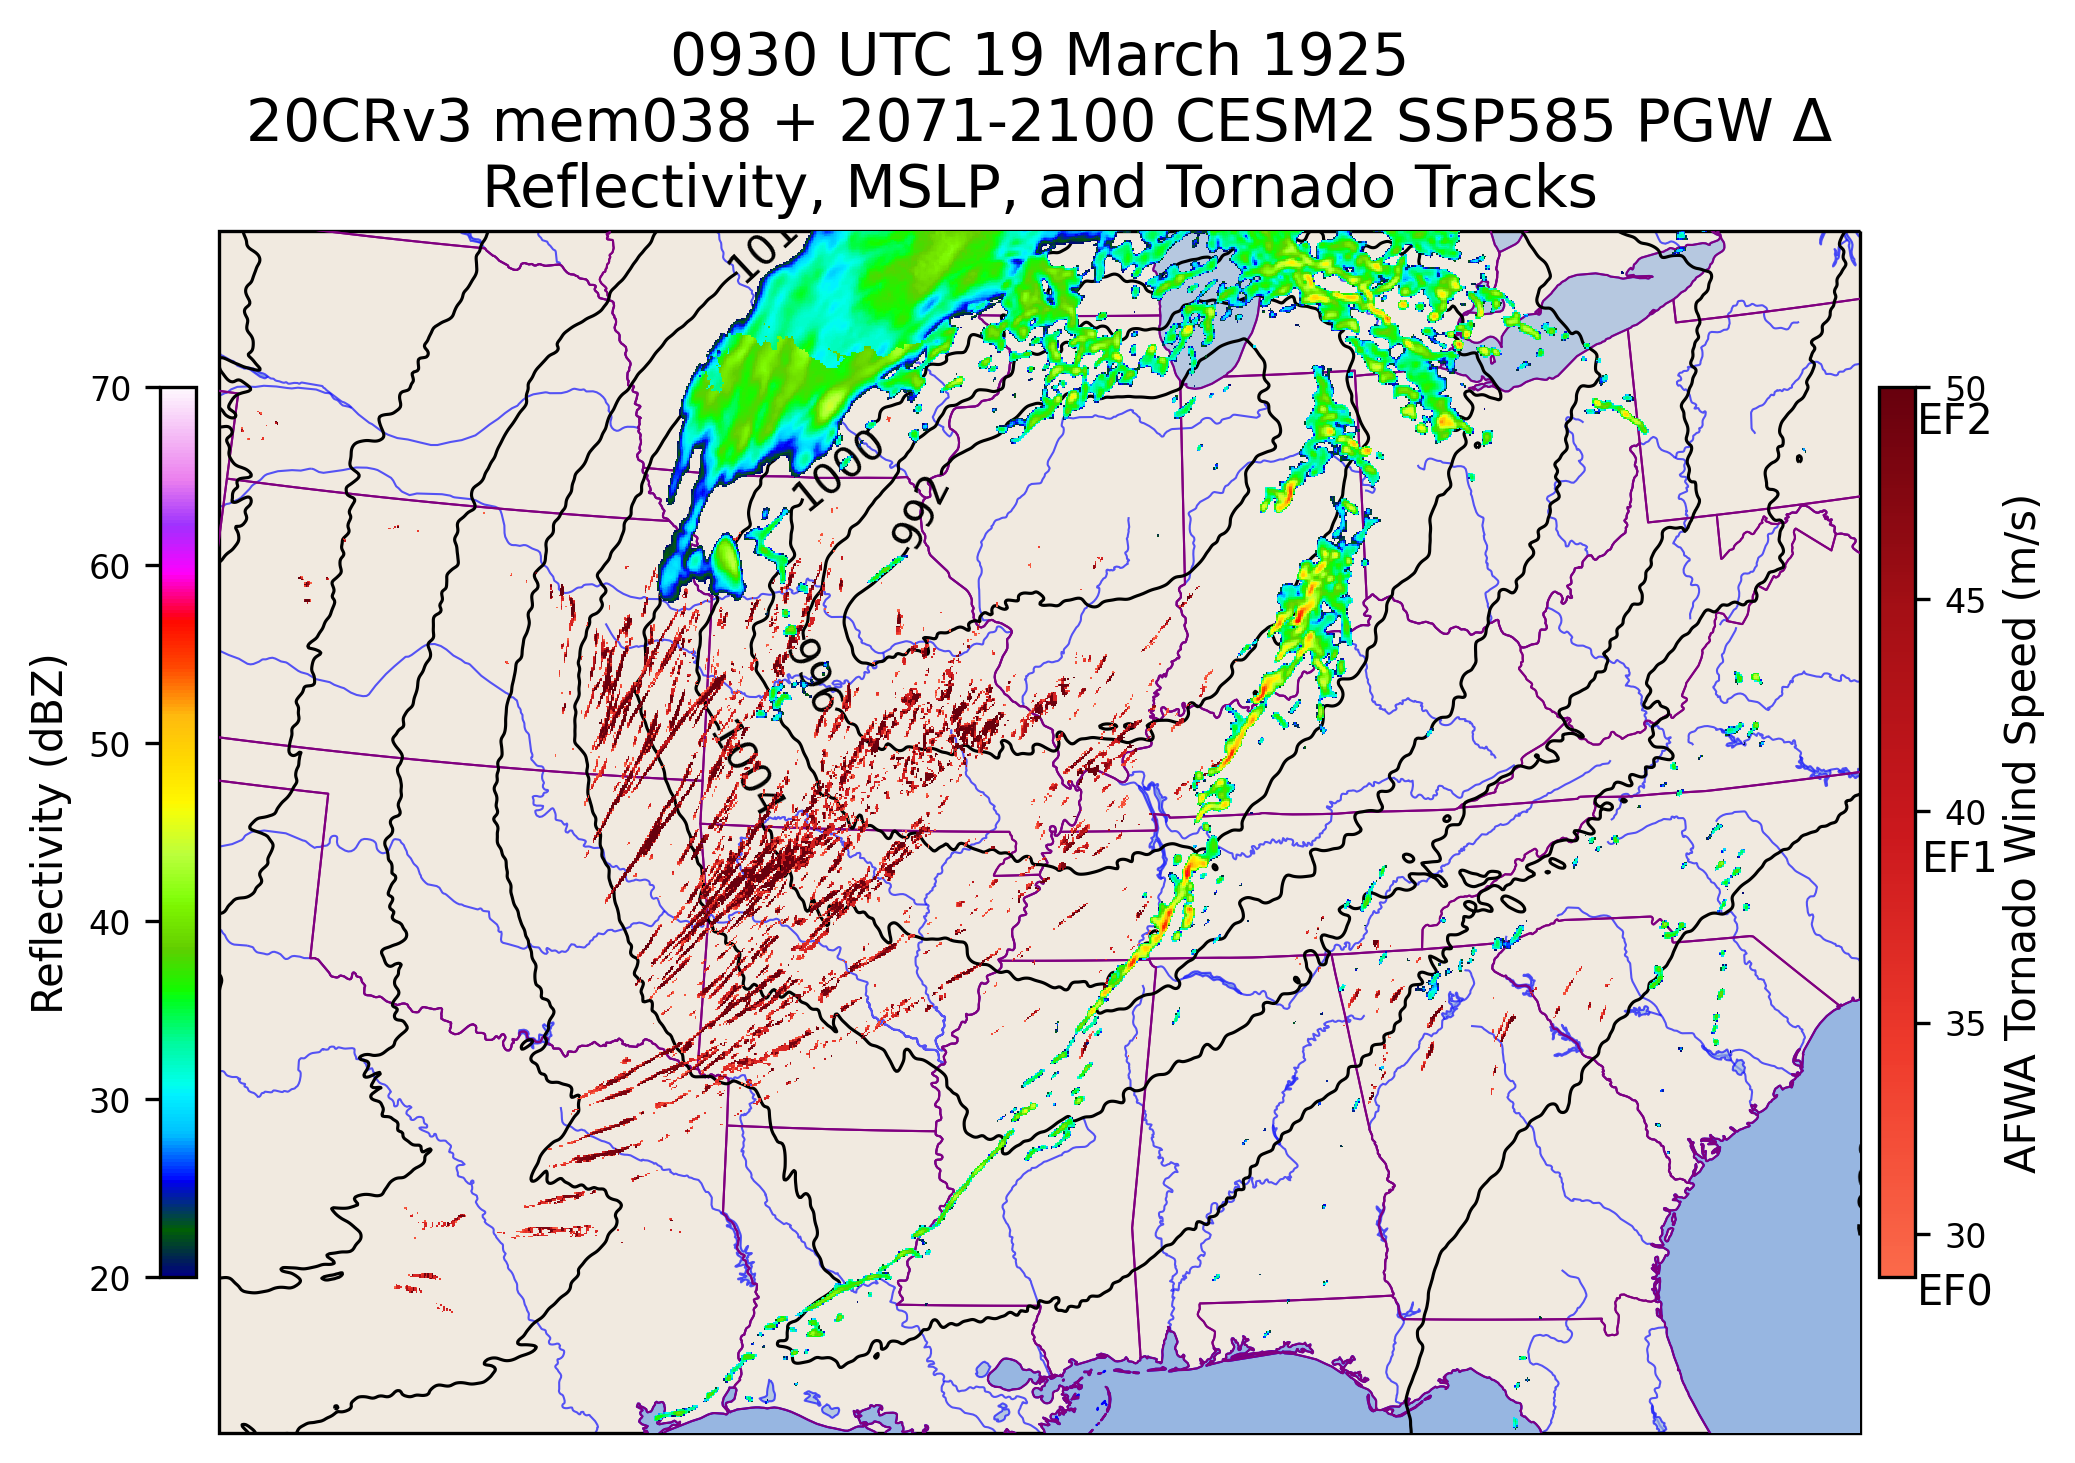 0930 UTC 19 March 1925
20CRv3 mem038 + 2071-2100 CESM2 SSP585 PGW Δ
Reflectivity, MSLP, and Tornado Tracks
1000
992
996
1004
Reflectivity (dBZ)
70
60
50
40
30
20
50
EF2
45
40
EF1
35
30
EF0
AFWA Tornado Wind Speed (m/s)